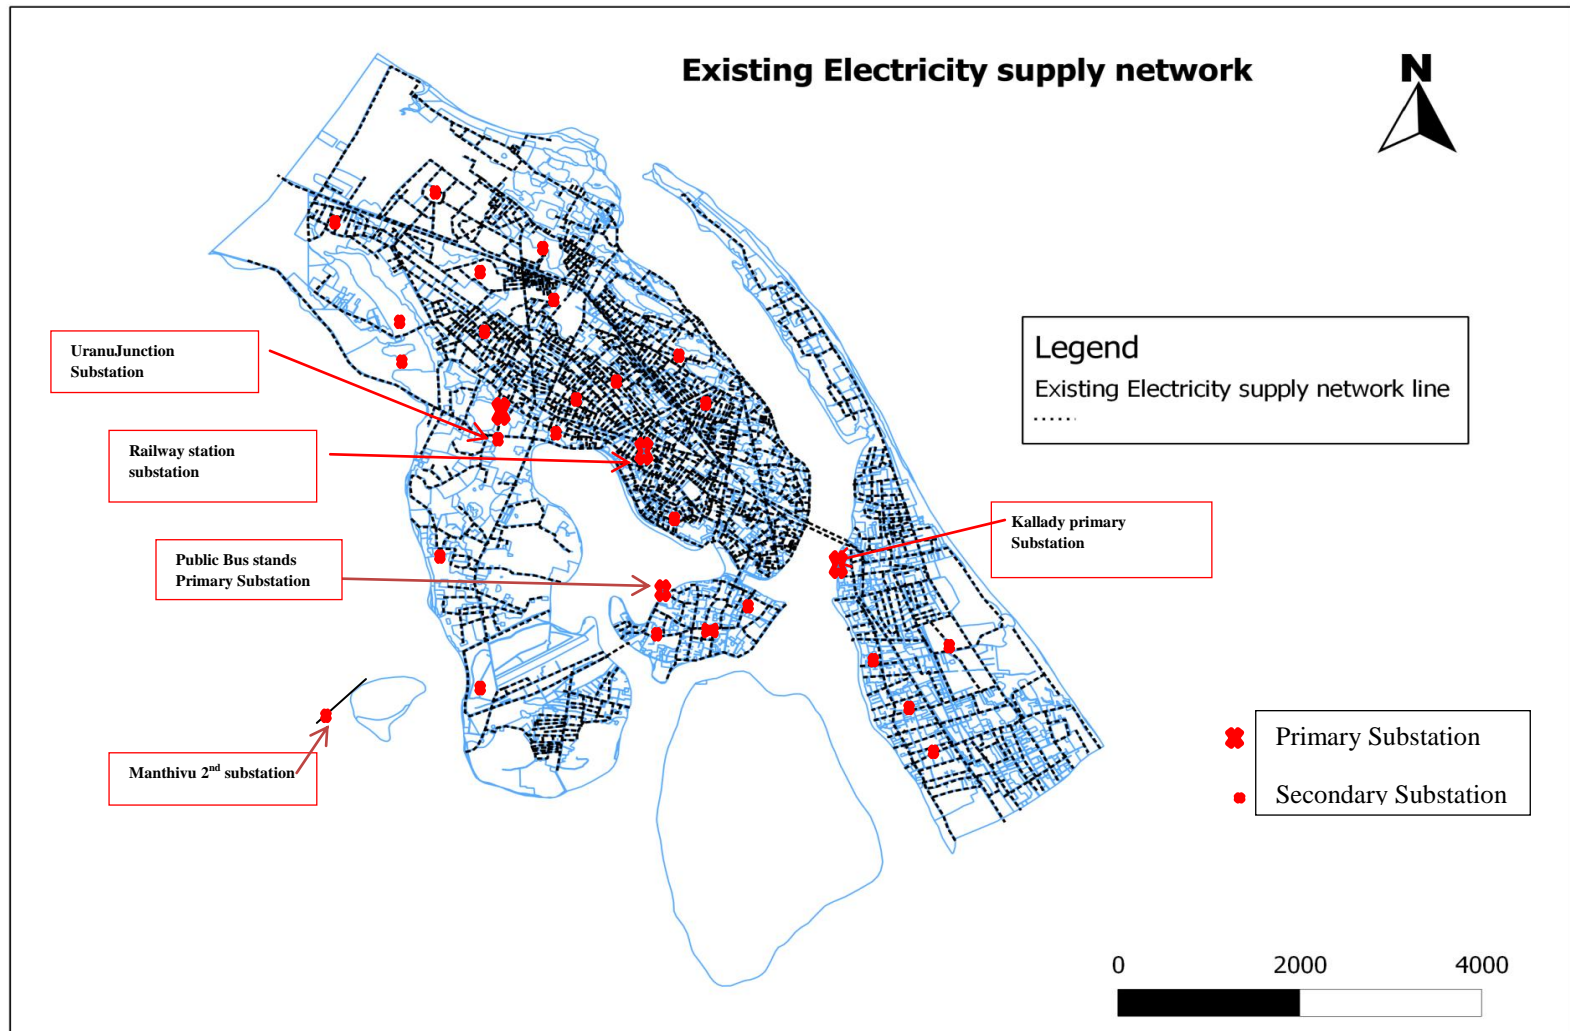 Existing Electricity supply network
N
UranuJunction
Substation
Railway station
substation
Public Bus stands
Primary Substation
Manthivu 2nd substation
Kallady primary
Substation
Legend
Existing Electricity supply network line
Primary Substation
Secondary Substation
0 2000 4000